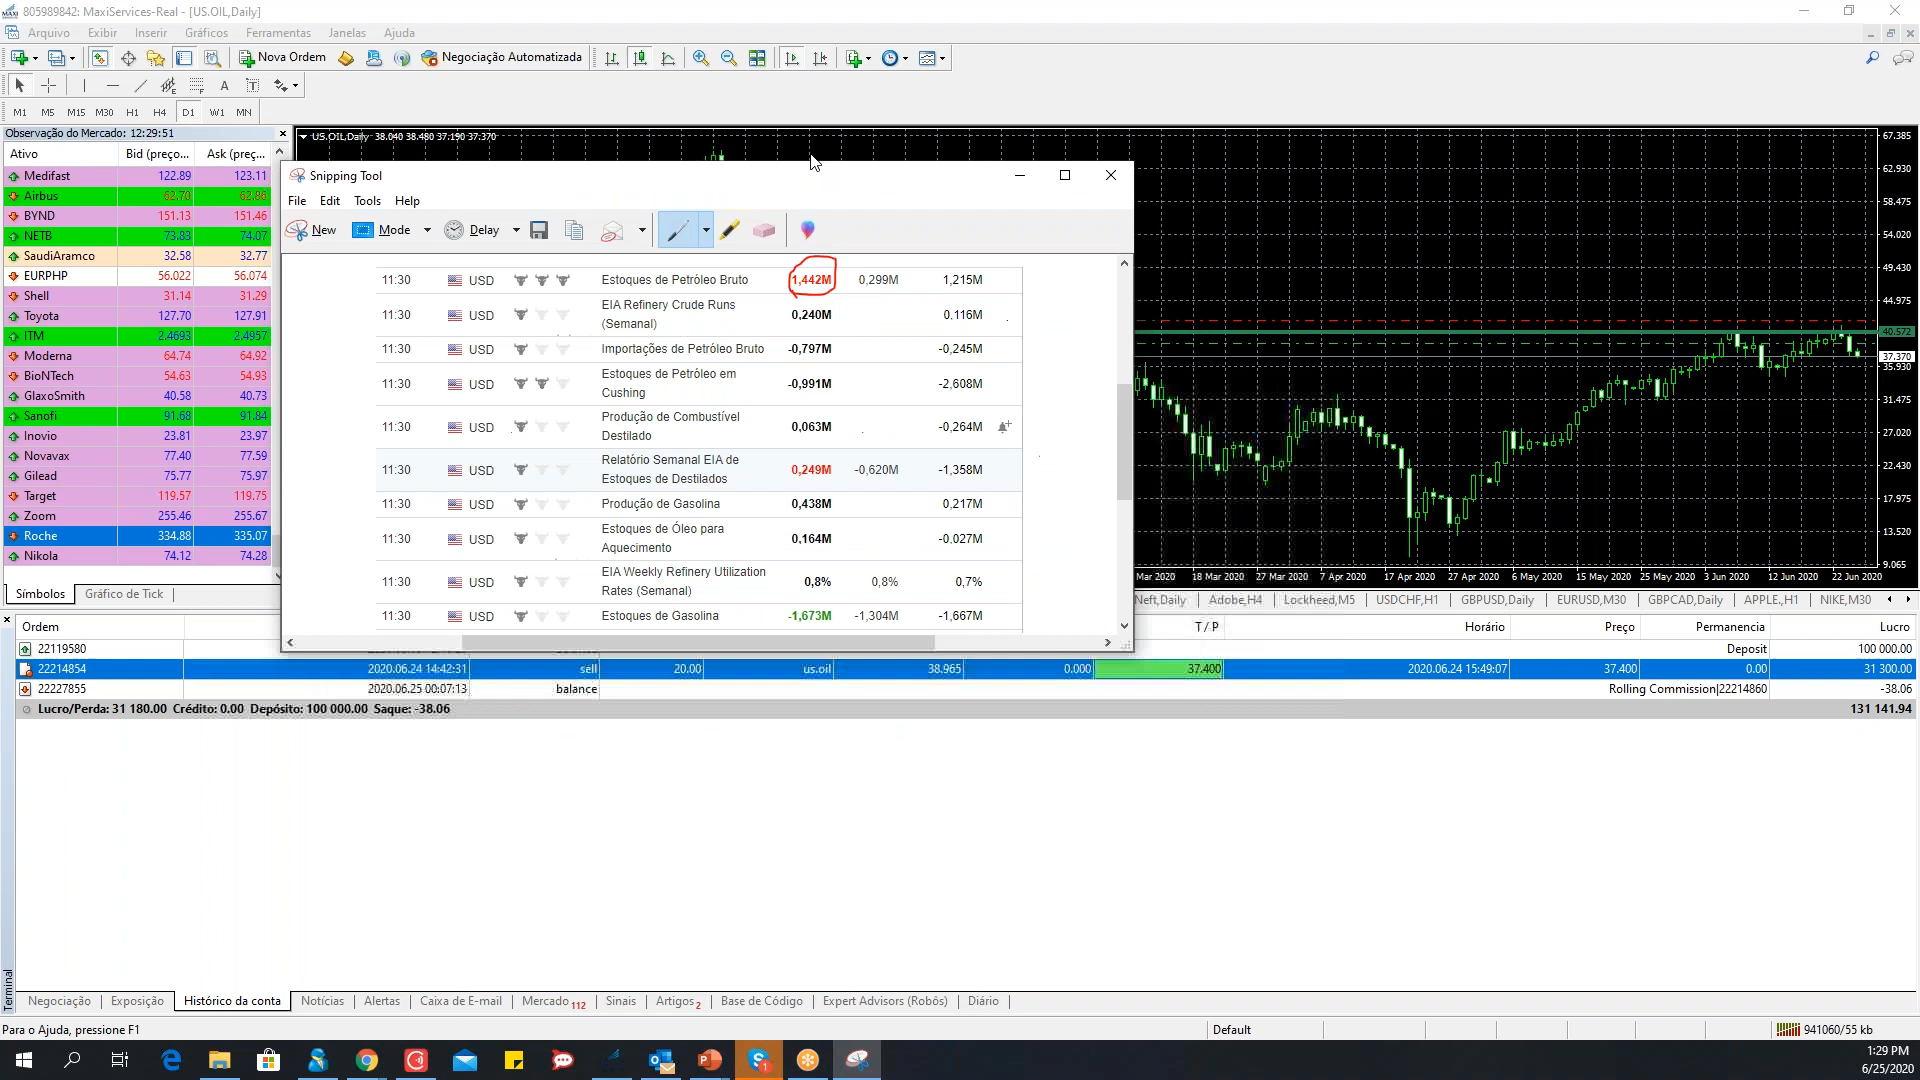 805989842: MaxiServices-Real - [US.OIL,Daily]
Arquivo Exibir Inserir Gráficos Ferramentas Janelas Ajuda
Nova Ordem Negociação Automatizada
A T
M1 M5 M15 M30 H1 H4 D1 W1 MN
Observação do Mercado: 12:29:51
Ativo Bid (preço... Ask (preç...
Medifast 122.89 123.11
Airbus 62.70 62.86
BYND 151.13 151.46
NETB 73.83 74.07
SaudiAramco 32.58 32.77
EURPHP 56.022 56.074
Shell 31.14 31.29
Toyota 127.70 127.91
ITM 2.4693 2.4957
Moderna 64.74 64.92
BioNTech 54.63 54.93
GlaxoSmith 40.58 40.73
Sanofi 91.68 91.84
Inovio 23.81 23.97
Novavax 77.40 77.59
Gilead 75.77 75.97
Target 119.57 119.75
Zoom 255.46 255.67
Roche 334.88 335.07
Nikola 74.12 74.28
Símbolos Gráfico de Tick
US.OIL,Daily 38.040 38.480 37.190 37.370
Snipping Tool
File Edit Tools Help
New Mode Delay
11:30 USD Estoques de Petróleo Bruto 1,442M 0,299M 1,215M
11:30 USD EIA Refinery Crude Runs (Semanal) 0,240M 0,116M
11:30 USD Importações de Petróleo Bruto -0,797M -0,245M
11:30 USD Estoques de Petróleo em Cushing -0,991M -2,608M
11:30 USD Produção de Combustível Destilado 0,063M -0,264M
11:30 USD Relatório Semanal EIA de Estoques de Destilados 0,249M -0,620M -1,358M
11:30 USD Produção de Gasolina 0,438M 0,217M
11:30 USD Estoques de Óleo para Aquecimento 0,164M -0,027M
11:30 USD EIA Weekly Refinery Utilization Rates (Semanal) 0,8% 0,8% 0,7%
11:30 USD Estoques de Gasolina -1,673M -1,304M -1,667M
67.385
62.930
58.475
54.020
49.430
44.975
40.572
37.370
35.930
31.475
27.020
22.430
17.975
13.520
9.065
Mar 2020 18 Mar 2020 27 Mar 2020 7 Apr 2020 17 Apr 2020 27 Apr 2020 6 May 2020 15 May 2020 25 May 2020 3 Jun 2020 12 Jun 2020 22 Jun 2020
Neft,Daily Adobe,H4 Lockheed,M5 USDCHF,H1 GBPUSD,Daily EURUSD,M30 GBPCAD,Daily APPLE.,H1 NIKE,M30
Ordem T / P Horário Preço Permanencia Lucro
22119580 Deposit 100 000.00
22214854 2020.06.24 14:42:31 sell 20.00 us.oil 38.965 0.000 37.400 2020.06.24 15:49:07 37.400 0.00 31 300.00
22227855 2020.06.25 00:07:13 balance Rolling Commission|22214860 -38.06
Lucro/Perda: 31 180.00 Crédito: 0.00 Depósito: 100 000.00 Saque: -38.06 131 141.94
Terminal
Negociação Exposição Histórico da conta Notícias Alertas Caixa de E-mail Mercado 112 Sinais Artigos 2 Base de Código Expert Advisors (Robôs) Diário
Para o Ajuda, pressione F1 Default 941060/55 kb
1:29 PM
6/25/2020